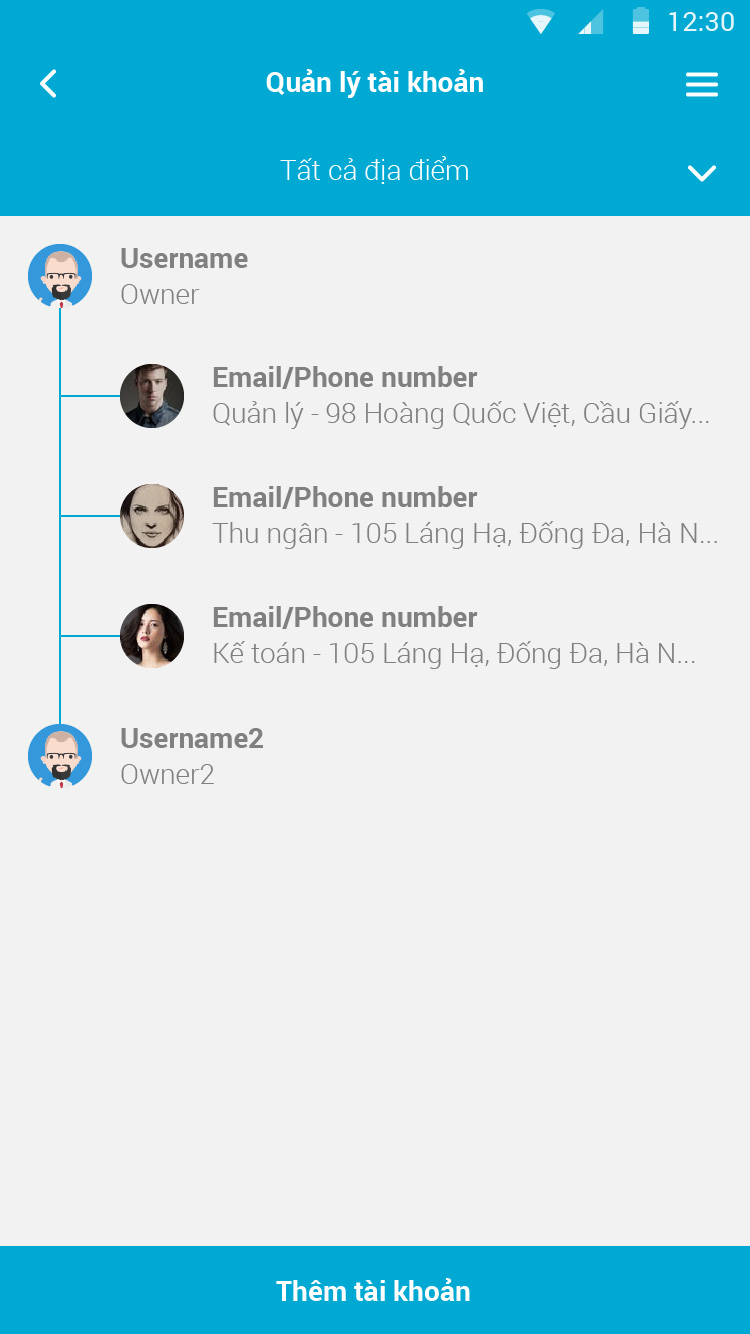 12:30
Quản lý tài khoản
Tất cả địa điểm
Username
Owner
Email/Phone number
Quản lý - 98 Hoàng Quốc Việt, Cầu Giấy...
Email/Phone number
Thu ngân - 105 Láng Hạ, Đống Đa, Hà N...
Email/Phone number
Kế toán - 105 Láng Hạ, Đống Đa, Hà N...
Username2
Owner2
Thêm tài khoản